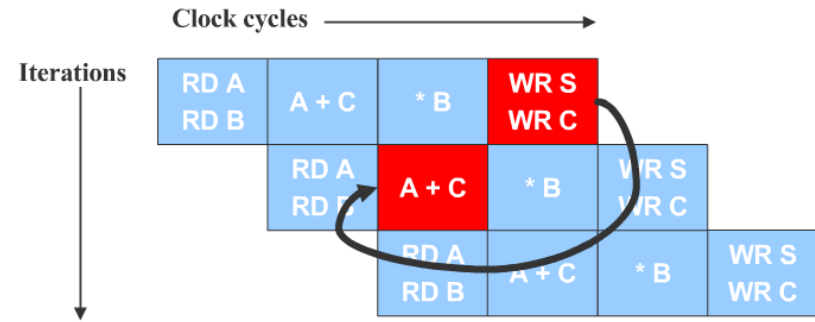 Clock cycles
Iterations
RD A
RD B
A + C
* B
WR S
WR C
RD A
RD B
A + C
* B
WR S
WR C
RD A
RD B
A + C
* B
WR S
WR C